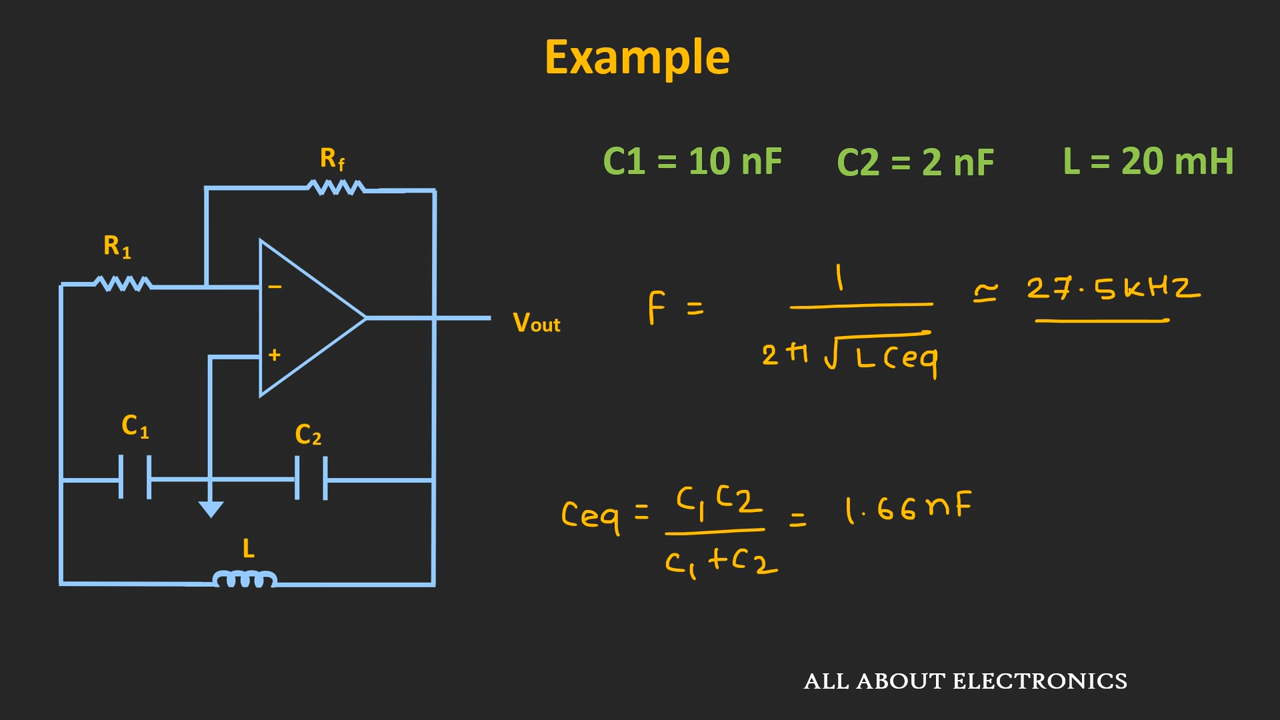 Example
C1 = 10 nF C2 = 2 nF L = 20 mH
Rf
R1
−
+
Vout
C1
C2
L
F = 1 / 2π √LCeq ≃ 27.5kHz
Ceq = C1C2 / C1+C2 = 1.66nF
ALL ABOUT ELECTRONICS